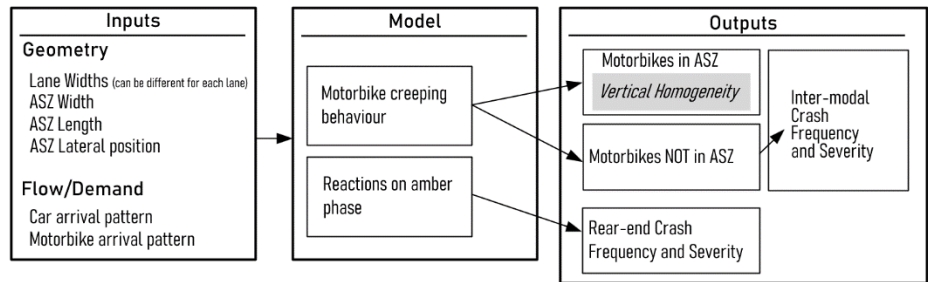 Inputs
Geometry
Lane Widths (can be different for each lane)
ASZ Width
ASZ Length
ASZ Lateral position
Flow/Demand
Car arrival pattern
Motorbike arrival pattern
Model
Motorbike creeping
behaviour
Reactions on amber
phase
Outputs
Motorbikes in ASZ
Vertical Homogeneity
Motorbikes NOT in ASZ
Rear-end Crash
Frequency and Severity
Inter-modal
Crash
Frequency
and Severity